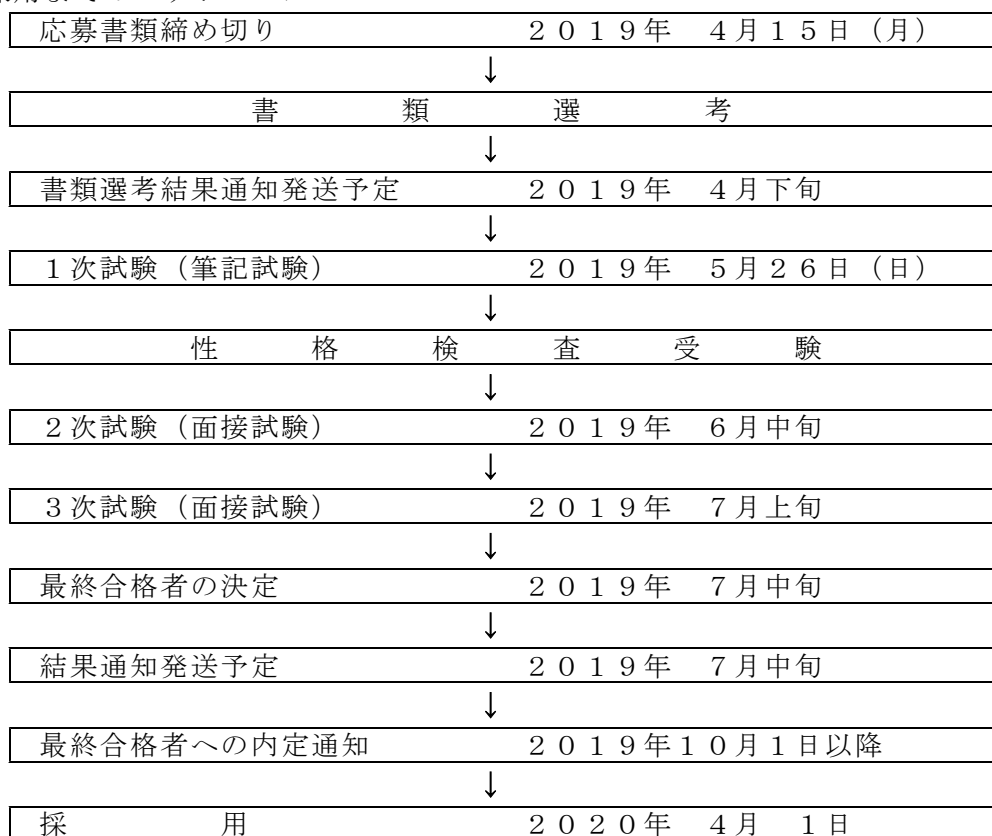 応募書類締め切り ２０１９年 ４月１５日（月）
↓
書 類 選 考
↓
書類選考結果通知発送予定 ２０１９年 ４月下旬
↓
１次試験（筆記試験） ２０１９年 ５月２６日（日）
↓
性 格 検 査 受 験
↓
２次試験（面接試験） ２０１９年 ６月中旬
↓
３次試験（面接試験） ２０１９年 ７月上旬
↓
最終合格者の決定 ２０１９年 ７月中旬
↓
結果通知発送予定 ２０１９年 ７月中旬
↓
最終合格者への内定通知 ２０１９年１０月１日以降
↓
採 用 ２０２０年 ４月 １日